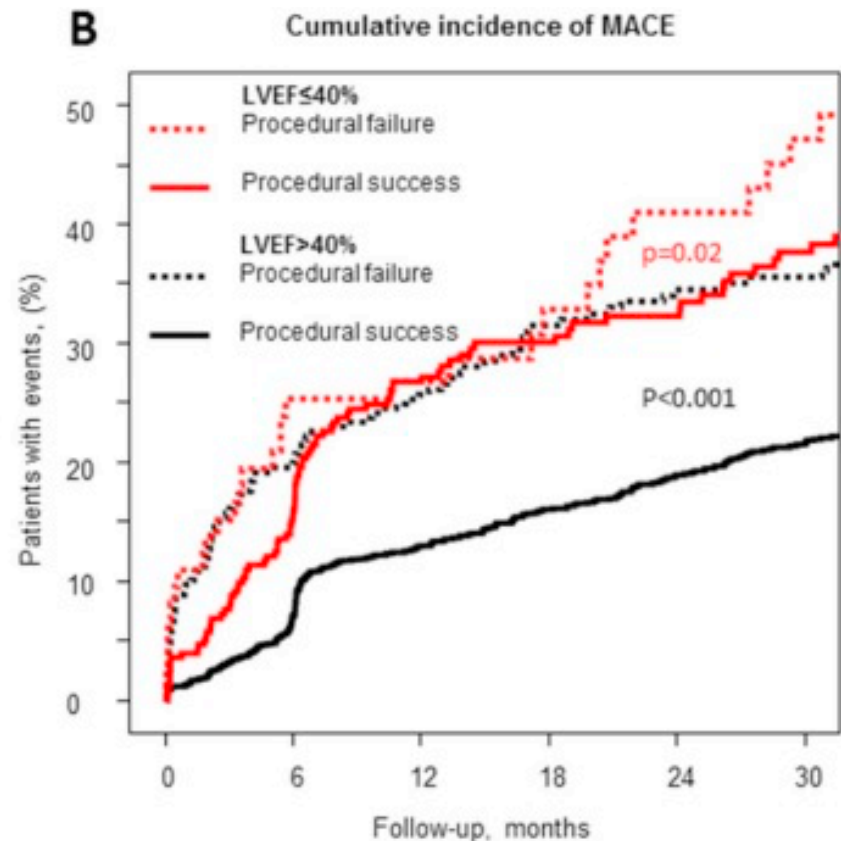 B
Cumulative incidence of MACE
LVEF≤40%
Procedural failure
Procedural success
LVEF>40%
Procedural failure
Procedural success
p=0.02
P<0.001
Patients with events, (%)
50
40
30
20
10
0
0 6 12 18 24 30
Follow-up, months